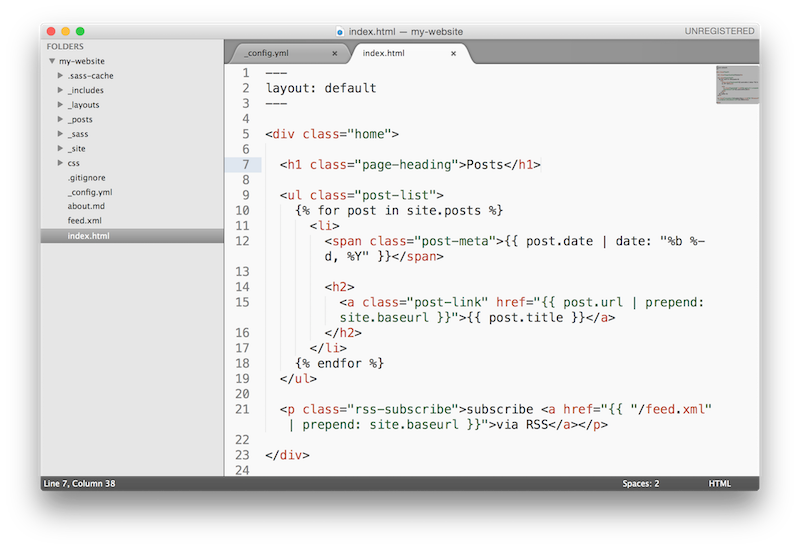 index.html — my-website
UNREGISTERED
FOLDERS
my-website
.sass-cache
_includes
_layouts
_posts
_sass
_site
css
.gitignore
_config.yml
about.md
feed.xml
index.html
_config.yml × index.html ×
1 ---
2 layout: default
3 ---
4
5 <div class="home">
6
7 <h1 class="page-heading">Posts</h1>
8
9 <ul class="post-list">
10 {% for post in site.posts %}
11 <li>
12 <span class="post-meta">{{ post.date | date: "%b %-
d, %Y" }}</span>
13
14 <h2>
15 <a class="post-link" href="{{ post.url | prepend:
site.baseurl }}">{{ post.title }}</a>
16 </h2>
17 </li>
18 {% endfor %}
19 </ul>
20
21 <p class="rss-subscribe">subscribe <a href="{{ "/feed.xml"
| prepend: site.baseurl }}">via RSS</a></p>
22
23 </div>
24
Line 7, Column 38
Spaces: 2
HTML